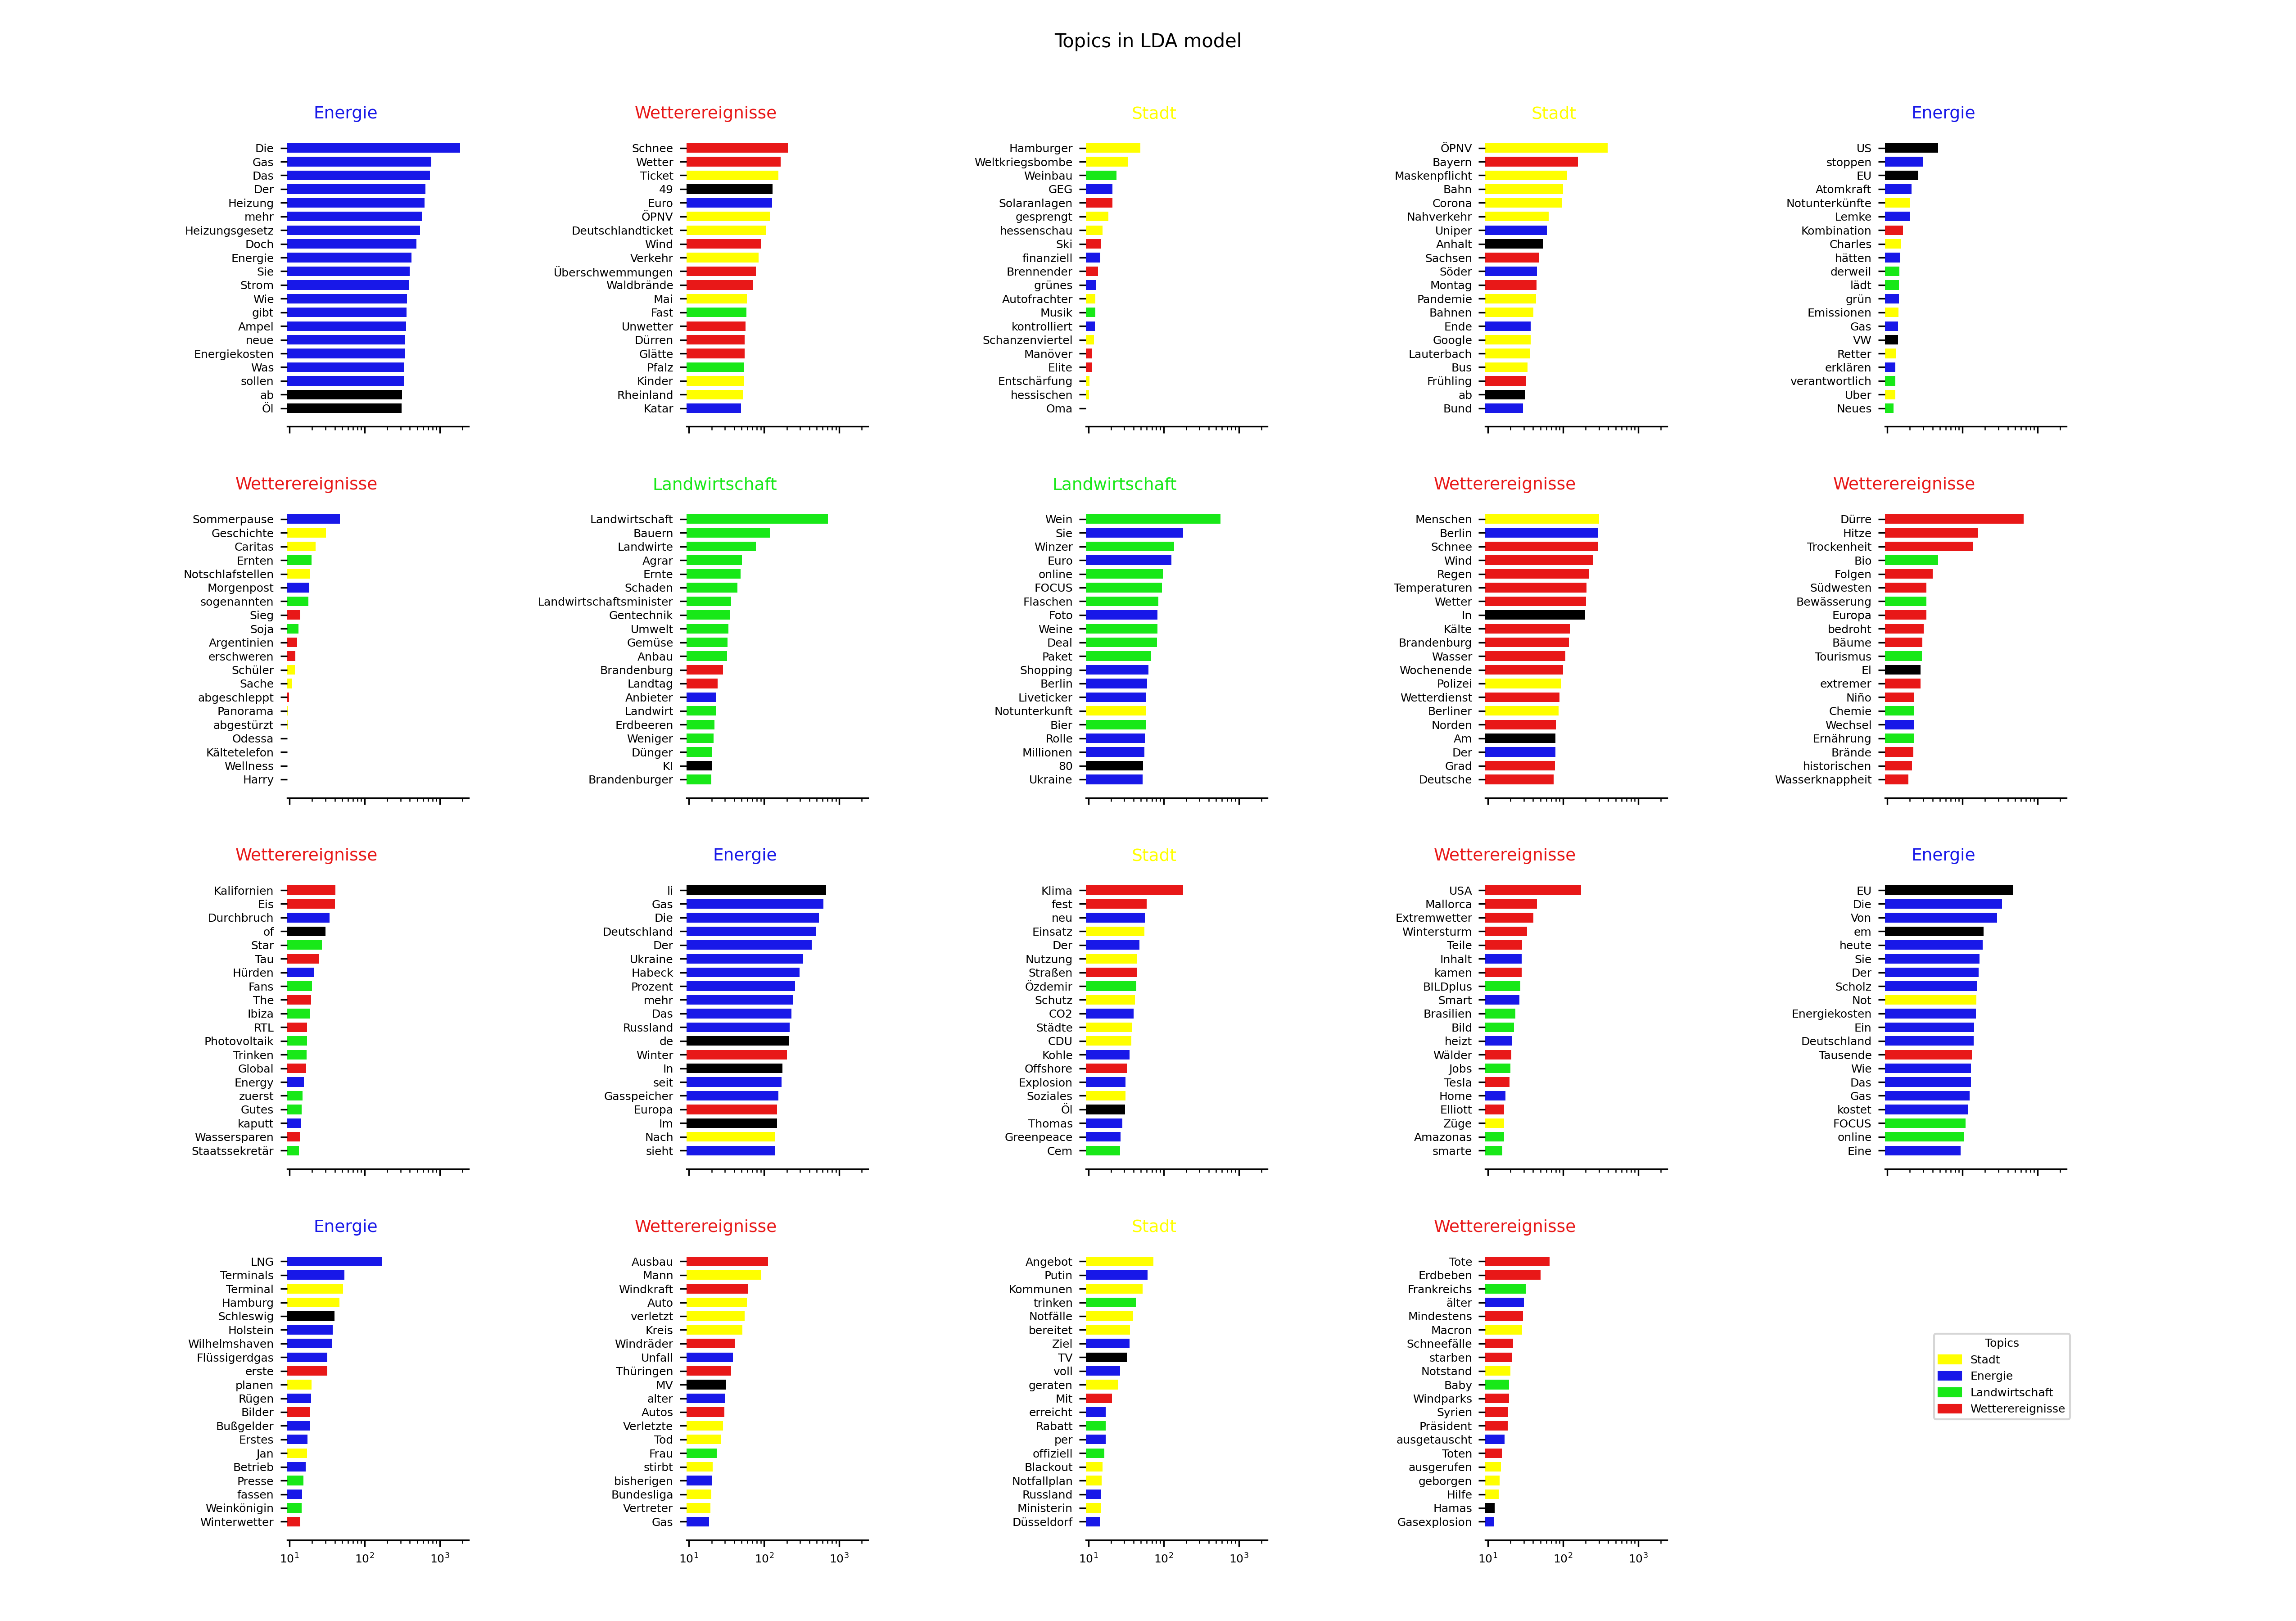 Topics in LDA model
Energie
Die
Gas
Das
Der
Heizung
mehr
Heizungsgesetz
Doch
Energie
Sie
Strom
Wie
gibt
Ampel
neue
Energiekosten
Was
sollen
ab
Öl
Wetterereignisse
Schnee
Wetter
Ticket
49
Euro
ÖPNV
Deutschlandticket
Wind
Verkehr
Überschwemmungen
Waldbrände
Mai
Fast
Unwetter
Dürren
Glätte
Pfalz
Kinder
Rheinland
Katar
Stadt
Hamburger
Weltkriegsbombe
Weinbau
GEG
Solaranlagen
gesprengt
hessenschau
Ski
finanziell
Brennender
grünes
Autofrachter
Musik
kontrolliert
Schanzenviertel
Manöver
Elite
Entschärfung
hessischen
Oma
Stadt
ÖPNV
Bayern
Maskenpflicht
Bahn
Corona
Nahverkehr
Uniper
Anhalt
Sachsen
Söder
Montag
Pandemie
Bahnen
Ende
Google
Lauterbach
Bus
Frühling
ab
Bund
Energie
US
stoppen
EU
Atomkraft
Notunterkünfte
Lemke
Kombination
Charles
hätten
derweil
lädt
grün
Emissionen
Gas
VW
Retter
erklären
verantwortlich
Uber
Neues
Wetterereignisse
Sommerpause
Geschichte
Caritas
Ernten
Notschlafstellen
Morgenpost
sogenannten
Sieg
Soja
Argentinien
erschweren
Schüler
Sache
abgeschleppt
Panorama
abgestürzt
Odessa
Kältetelefon
Wellness
Harry
Landwirtschaft
Landwirtschaft
Bauern
Landwirte
Agrar
Ernte
Schaden
Landwirtschaftsminister
Gentechnik
Umwelt
Gemüse
Anbau
Brandenburg
Landtag
Anbieter
Landwirt
Erdbeeren
Weniger
Dünger
KI
Brandenburger
Landwirtschaft
Wein
Sie
Winzer
Euro
online
FOCUS
Flaschen
Foto
Weine
Deal
Paket
Shopping
Berlin
Liveticker
Notunterkunft
Bier
Rolle
Millionen
80
Ukraine
Wetterereignisse
Menschen
Berlin
Schnee
Wind
Regen
Temperaturen
Wetter
In
Kälte
Brandenburg
Wasser
Wochenende
Polizei
Wetterdienst
Berliner
Norden
Am
Der
Grad
Deutsche
Wetterereignisse
Dürre
Hitze
Trockenheit
Bio
Folgen
Südwesten
Bewässerung
Europa
bedroht
Bäume
Tourismus
El
extremer
Niño
Chemie
Wechsel
Ernährung
Brände
historischen
Wasserknappheit
Wetterereignisse
Kalifornien
Eis
Durchbruch
of
Star
Tau
Hürden
Fans
The
Ibiza
RTL
Photovoltaik
Trinken
Global
Energy
zuerst
Gutes
kaputt
Wassersparen
Staatssekretär
Energie
li
Gas
Die
Deutschland
Der
Ukraine
Habeck
Prozent
mehr
Das
Russland
de
Winter
In
seit
Gasspeicher
Europa
Im
Nach
sieht
Stadt
Klima
fest
neu
Einsatz
Der
Nutzung
Straßen
Özdemir
Schutz
CO2
Städte
CDU
Kohle
Offshore
Explosion
Soziales
Öl
Thomas
Greenpeace
Cem
Wetterereignisse
USA
Mallorca
Extremwetter
Wintersturm
Teile
Inhalt
kamen
BILDplus
Smart
Brasilien
Bild
heizt
Wälder
Jobs
Tesla
Home
Elliott
Züge
Amazonas
smarte
Energie
EU
Die
Von
em
heute
Sie
Der
Scholz
Not
Energiekosten
Ein
Deutschland
Tausende
Wie
Das
Gas
kostet
FOCUS
online
Eine
Energie
LNG
Terminals
Terminal
Hamburg
Schleswig
Holstein
Wilhelmshaven
Flüssigerdgas
erste
planen
Rügen
Bilder
Bußgelder
Erstes
Jan
Betrieb
Presse
fassen
Weinkönigin
Winterwetter
10¹ 10² 10³
Wetterereignisse
Ausbau
Mann
Windkraft
Auto
verletzt
Kreis
Windräder
Unfall
Thüringen
MV
alter
Autos
Verletzte
Tod
Frau
stirbt
bisherigen
Bundesliga
Vertreter
Gas
10¹ 10² 10³
Stadt
Angebot
Putin
Kommunen
trinken
Notfälle
bereitet
Ziel
TV
voll
geraten
Mit
erreicht
Rabatt
per
offiziell
Blackout
Notfallplan
Russland
Ministerin
Düsseldorf
10¹ 10² 10³
Wetterereignisse
Tote
Erdbeben
Frankreichs
älter
Mindestens
Macron
Schneefälle
starben
Notstand
Baby
Windparks
Syrien
Präsident
ausgetauscht
Toten
ausgerufen
geborgen
Hilfe
Hamas
Gasexplosion
10¹ 10² 10³
Topics
Stadt
Energie
Landwirtschaft
Wetterereignisse